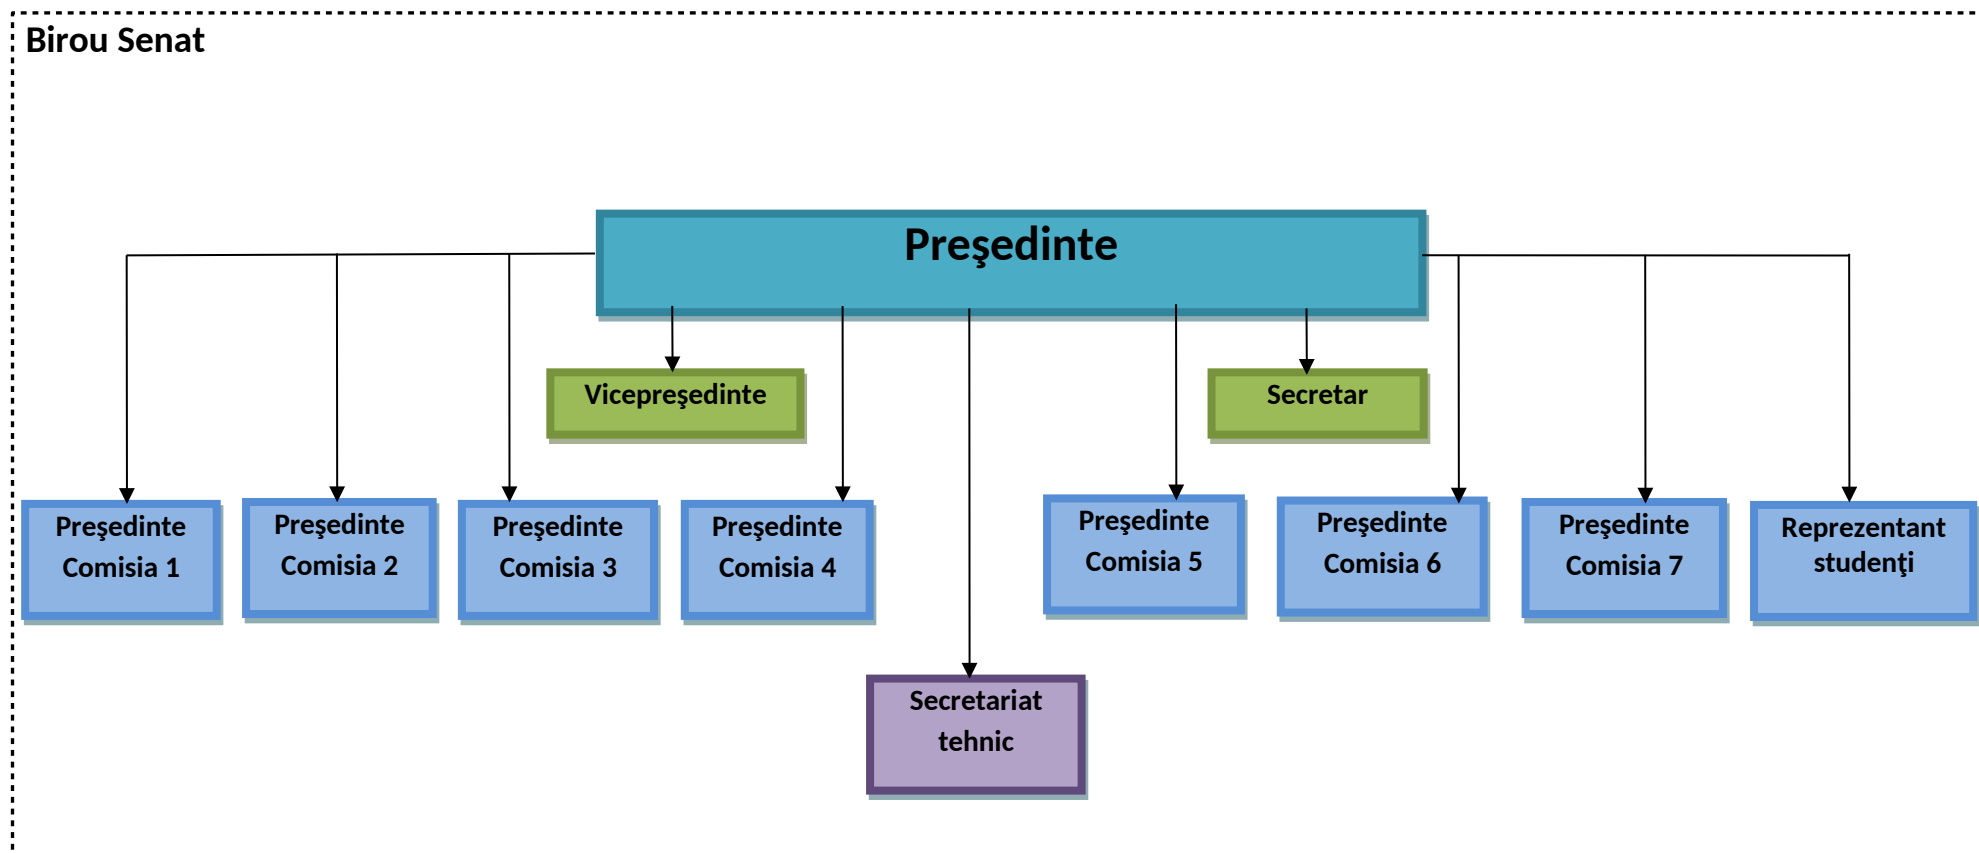 Birou Senat
Preşedinte
Vicepreşedinte
Secretar
Preşedinte
Comisia 1
Preşedinte
Comisia 2
Preşedinte
Comisia 3
Preşedinte
Comisia 4
Preşedinte
Comisia 5
Preşedinte
Comisia 6
Preşedinte
Comisia 7
Reprezentant
studenţi
Secretariat
tehnic